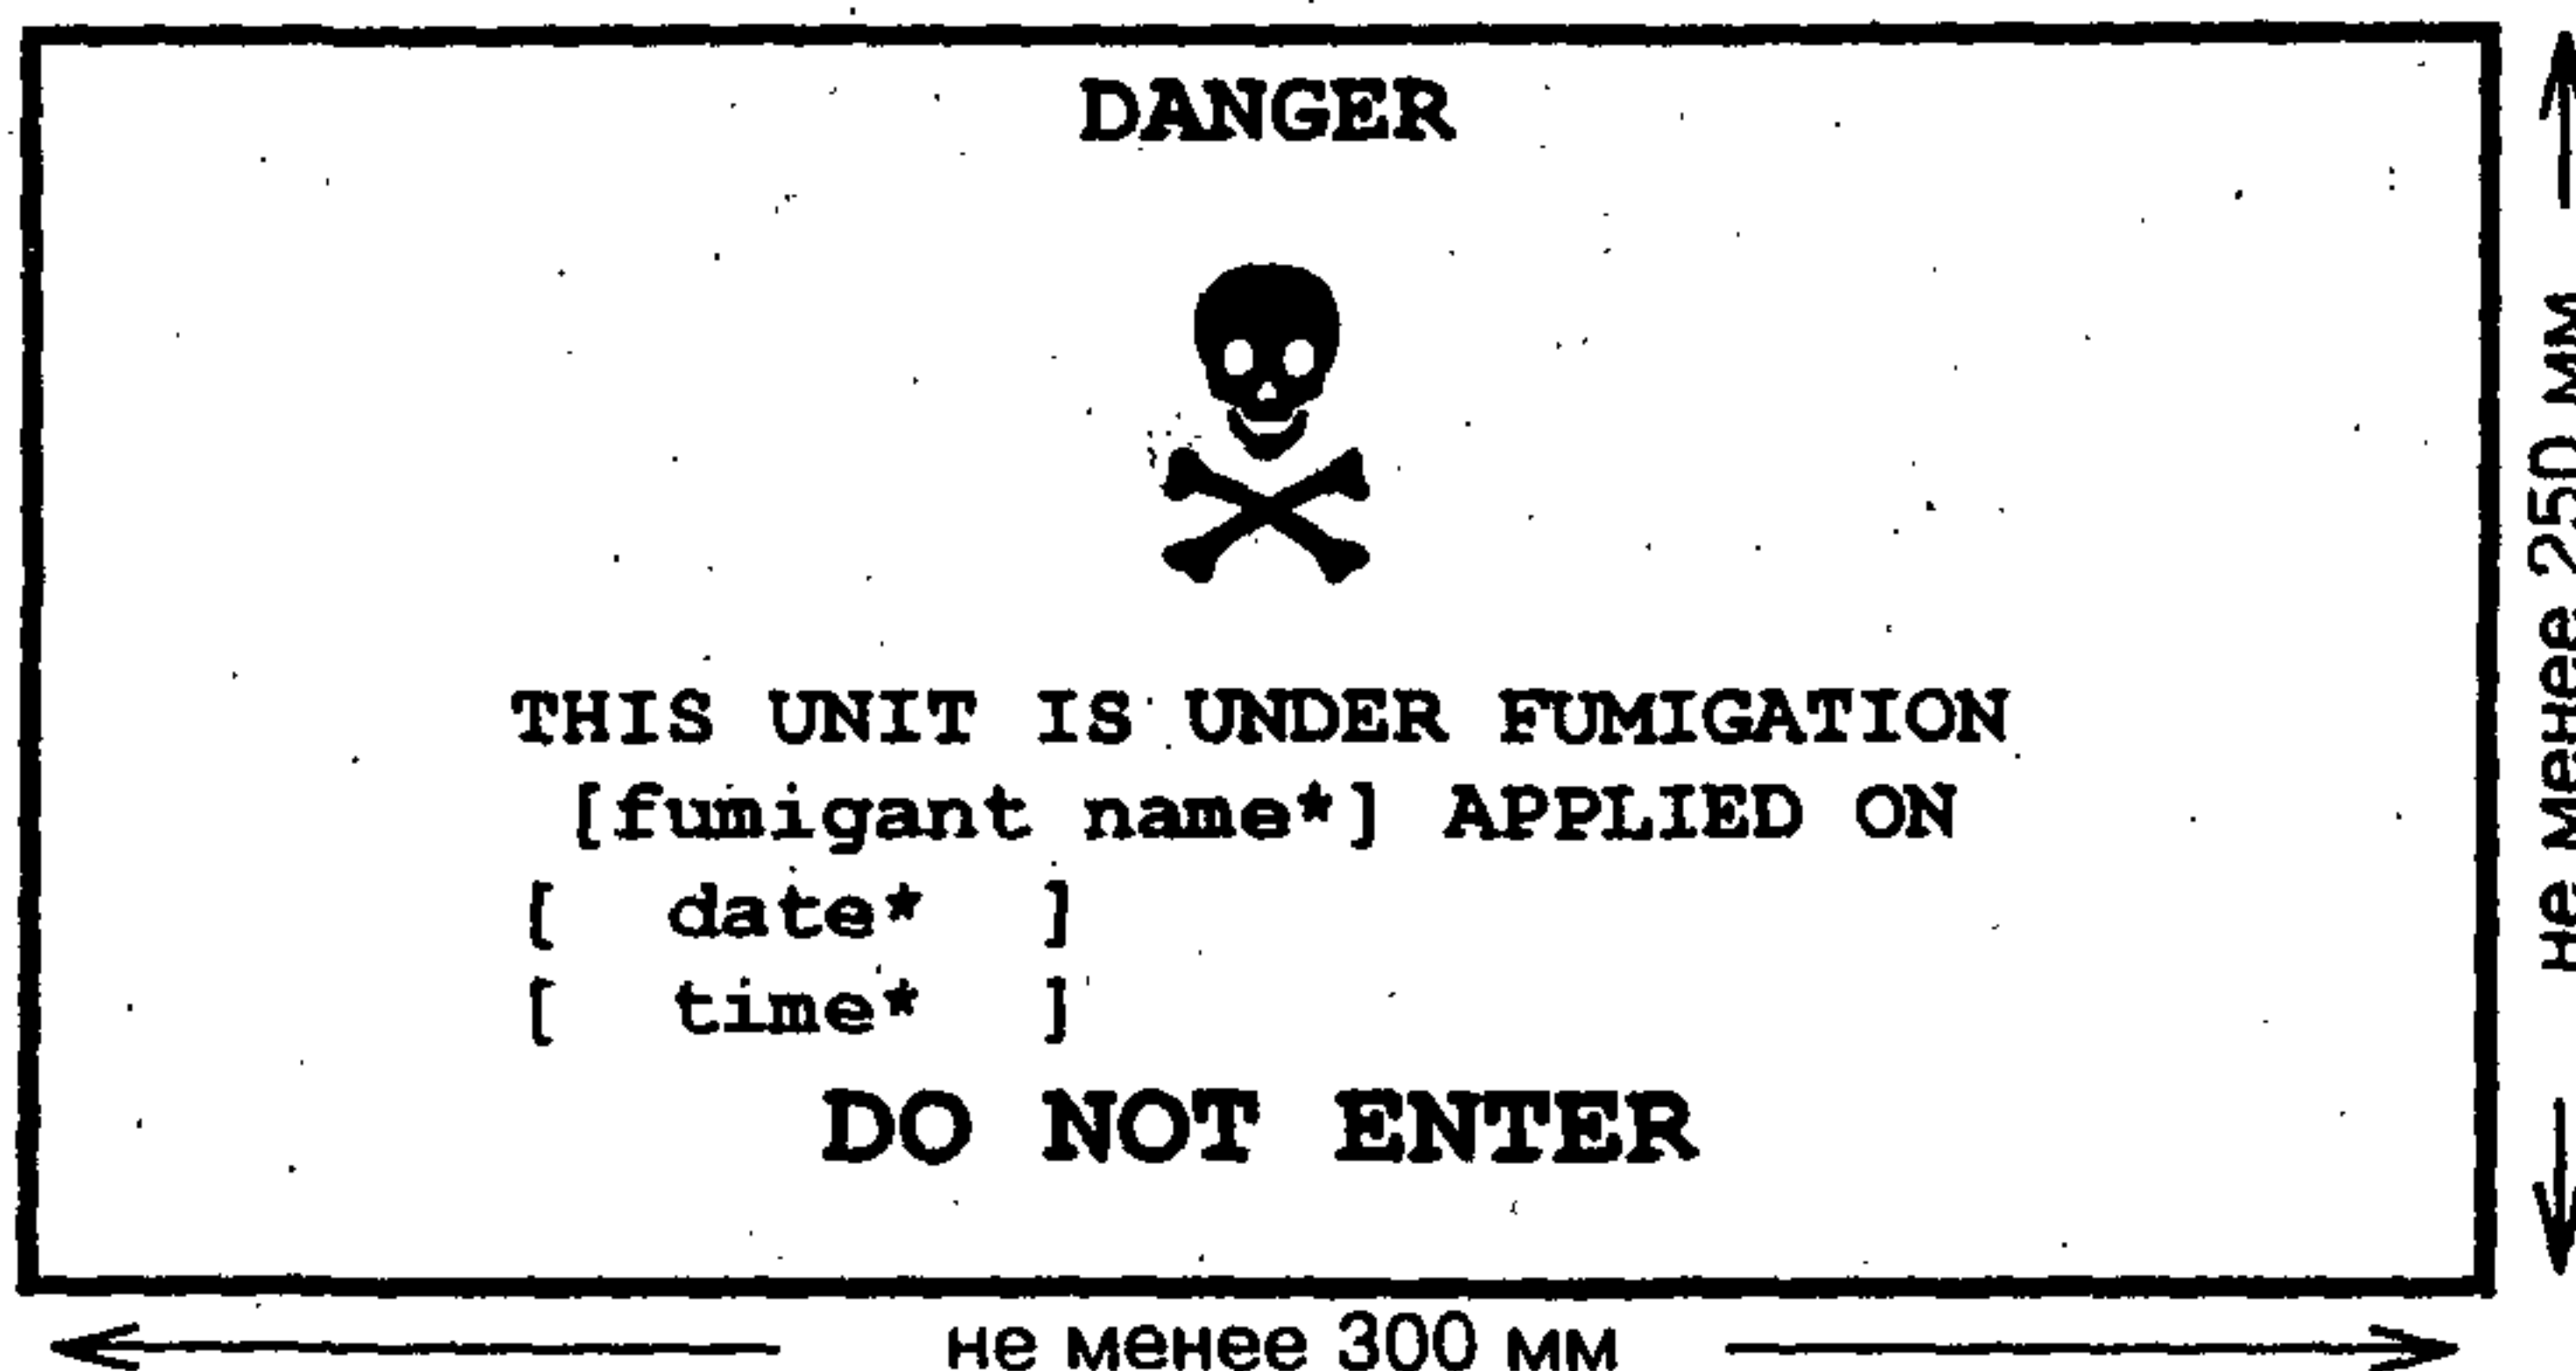 DANGER
THIS UNIT IS UNDER FUMIGATION
[fumigant name*] APPLIED ON
[ date* ]
[ time* ]
DO NOT ENTER
не менее 250 мм
не менее 300 мм